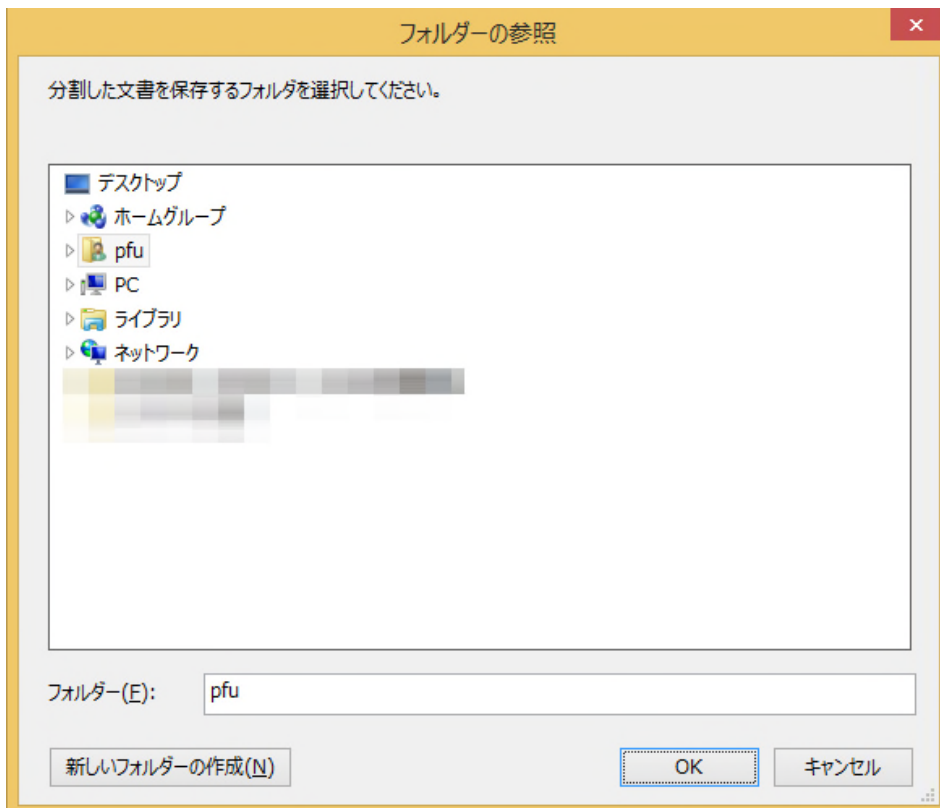 フォルダーの参照
分割した文書を保存するフォルダを選択してください。
デスクトップ
ホームグループ
pfu
PC
ライブラリ
ネットワーク
フォルダー(F): pfu
新しいフォルダーの作成(N) OK キャンセル